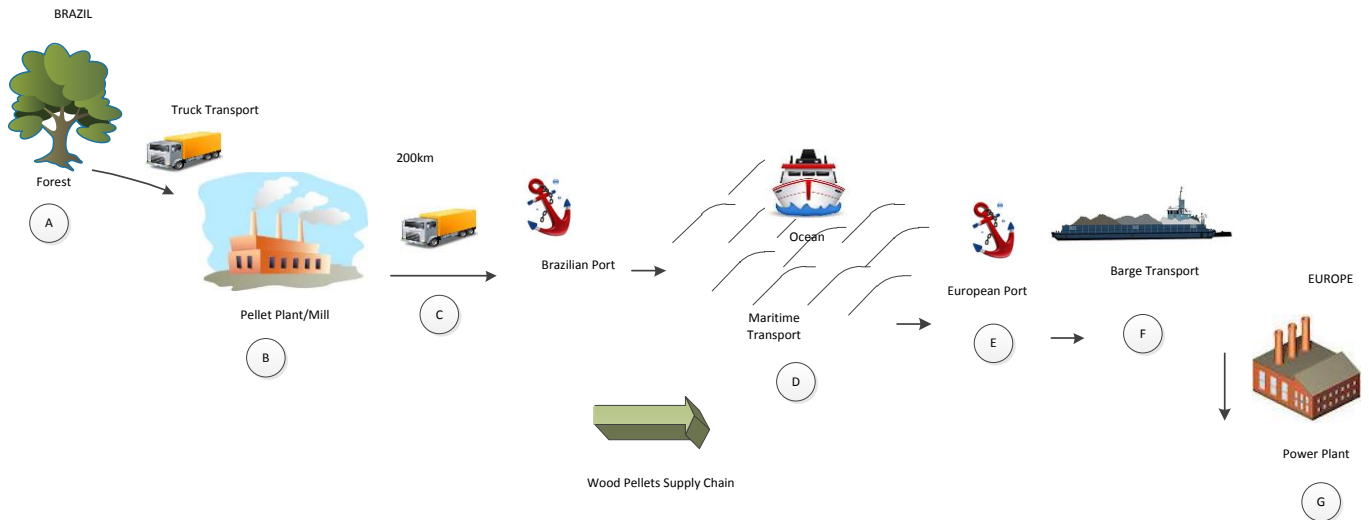 BRAZIL
Truck Transport
Forest
A
Pellet Plant/Mill
B
200km
C
Brazilian Port
Ocean
Maritime
Transport
D
European Port
E
Barge Transport
F
EUROPE
Power Plant
G
Wood Pellets Supply Chain